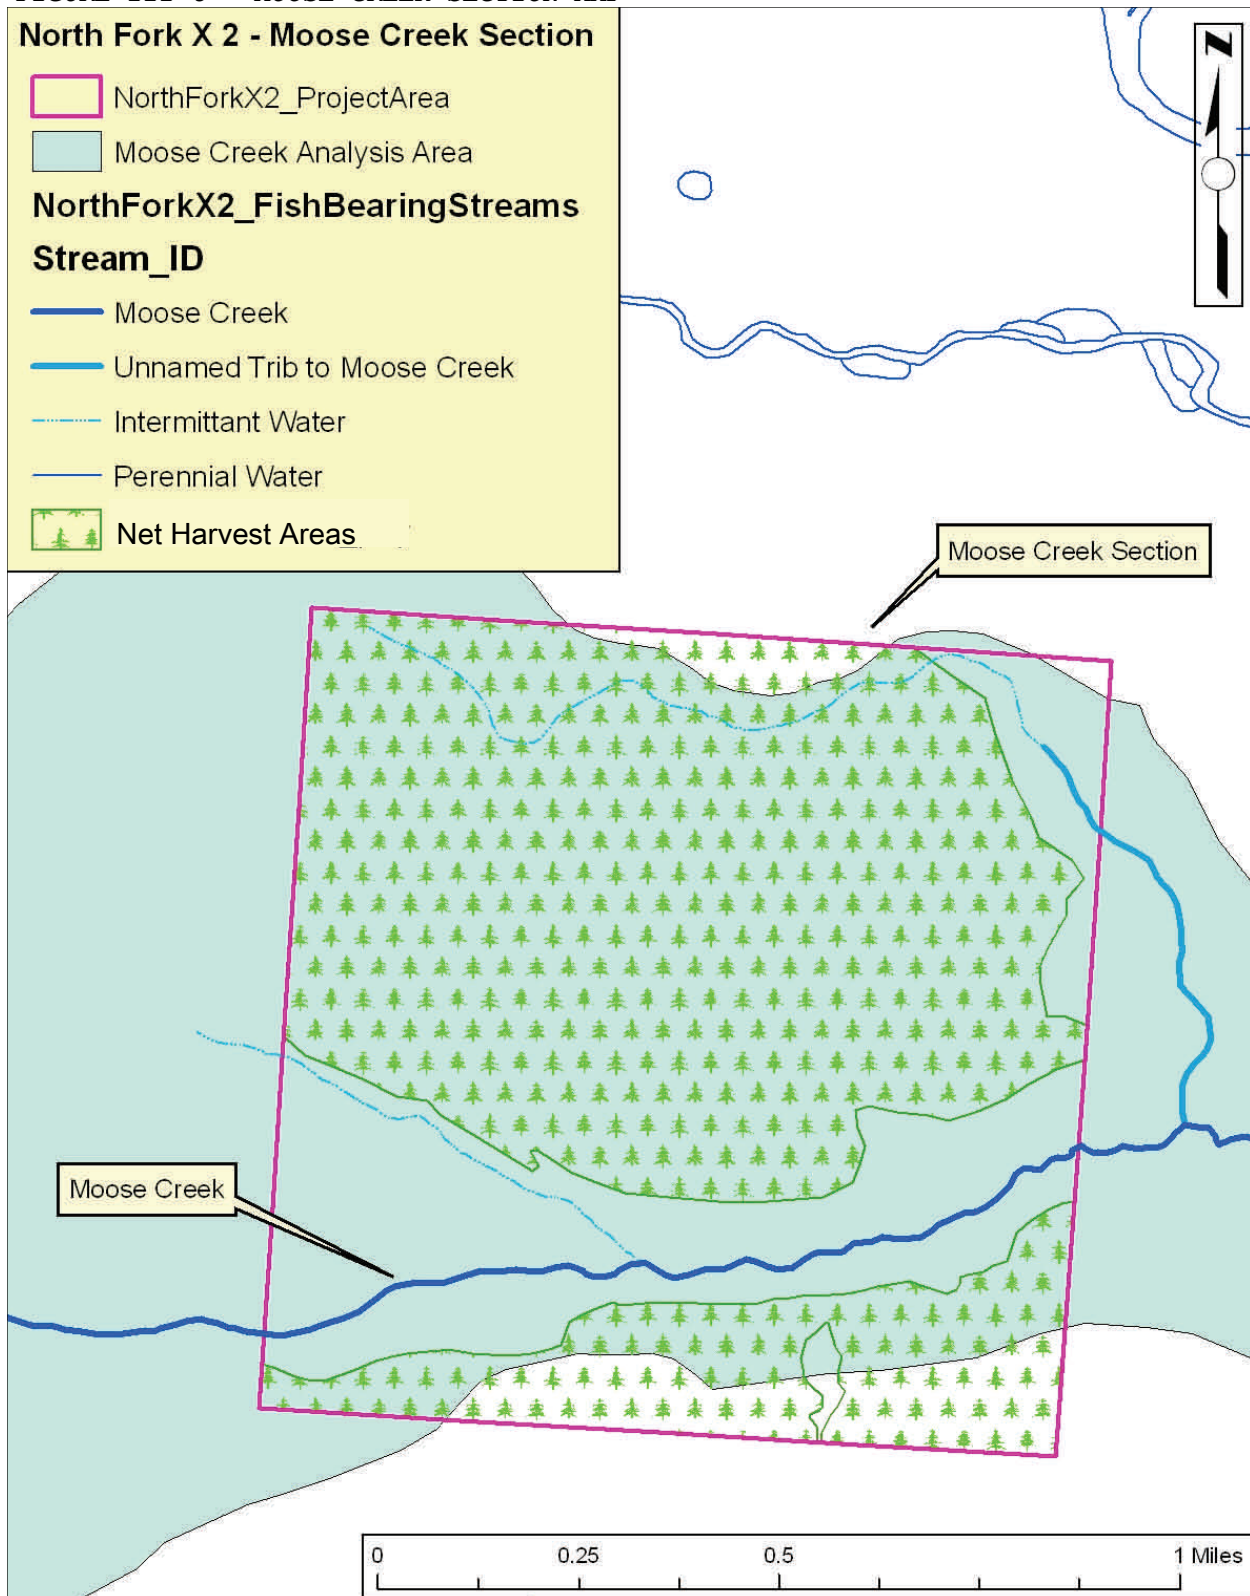 North Fork X 2 - Moose Creek Section
NorthForkX2_ProjectArea
Moose Creek Analysis Area
NorthForkX2_FishBearingStreams
Stream_ID
Moose Creek
Unnamed Trib to Moose Creek
Intermittant Water
Perennial Water
Net Harvest Areas
Z
Moose Creek Section
Moose Creek
0 0.25 0.5 1 Miles